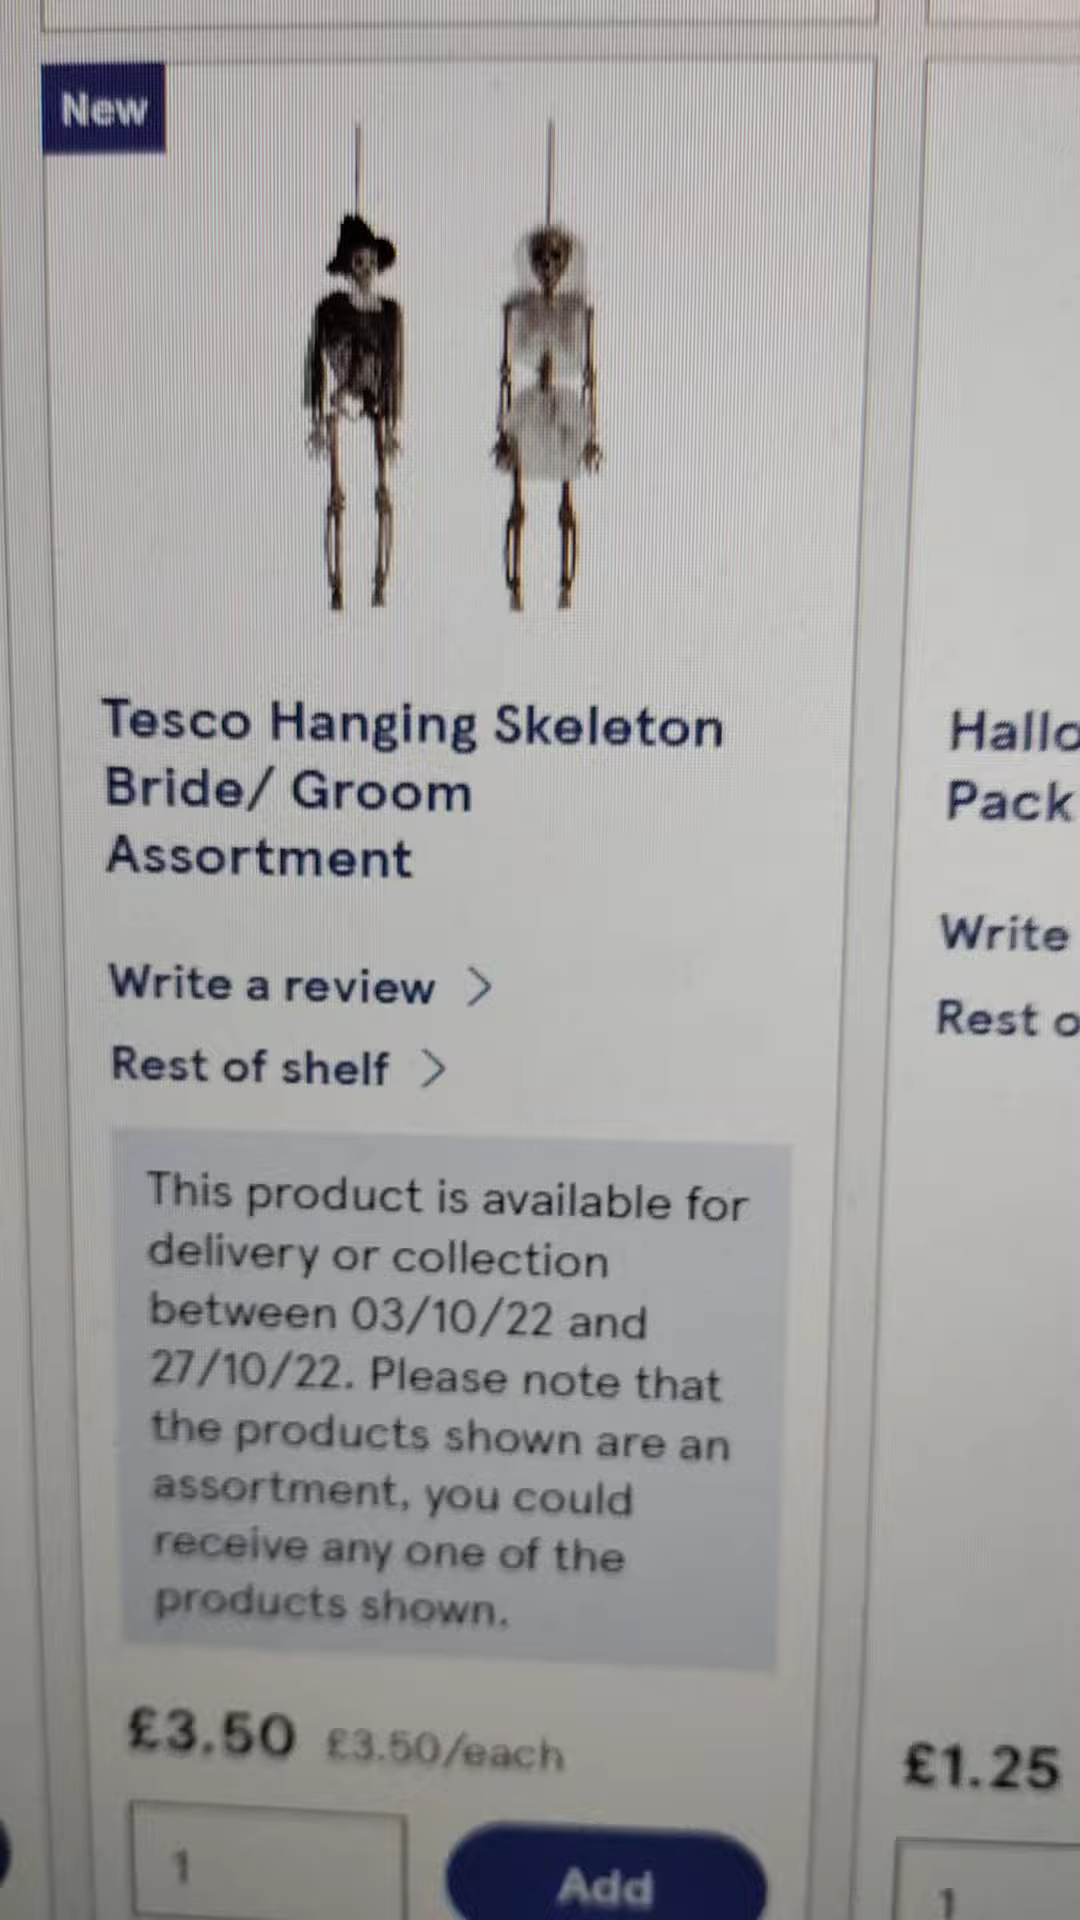 New
Tesco Hanging Skeleton
Bride/ Groom
Assortment
Write a review
Rest of shelf
This product is available for
delivery or collection
between 03/10/22 and
27/10/22. Please note that
the products shown are an
assortment, you could
receive any one of the
products shown.
£3.50 £3.50/each
1
Add
Hallo
Pack
Write
Rest o
£1.25
1